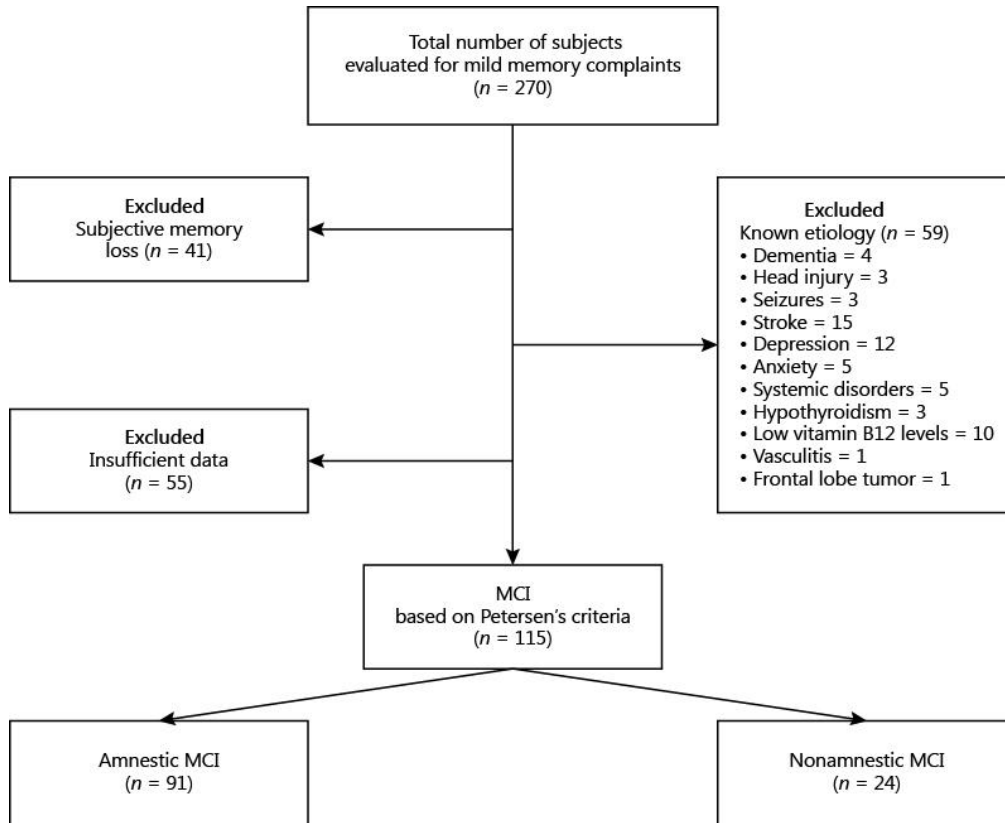 Total number of subjects
evaluated for mild memory complaints
(n = 270)
Excluded
Subjective memory
loss (n = 41)
Excluded
Known etiology (n = 59)
• Dementia = 4
• Head injury = 3
• Seizures = 3
• Stroke = 15
• Depression = 12
• Anxiety = 5
• Systemic disorders = 5
• Hypothyroidism = 3
• Low vitamin B12 levels = 10
• Vasculitis = 1
• Frontal lobe tumor = 1
Excluded
Insufficient data
(n = 55)
MCI
based on Petersen's criteria
(n = 115)
Amnestic MCI
(n = 91)
Nonamnestic MCI
(n = 24)